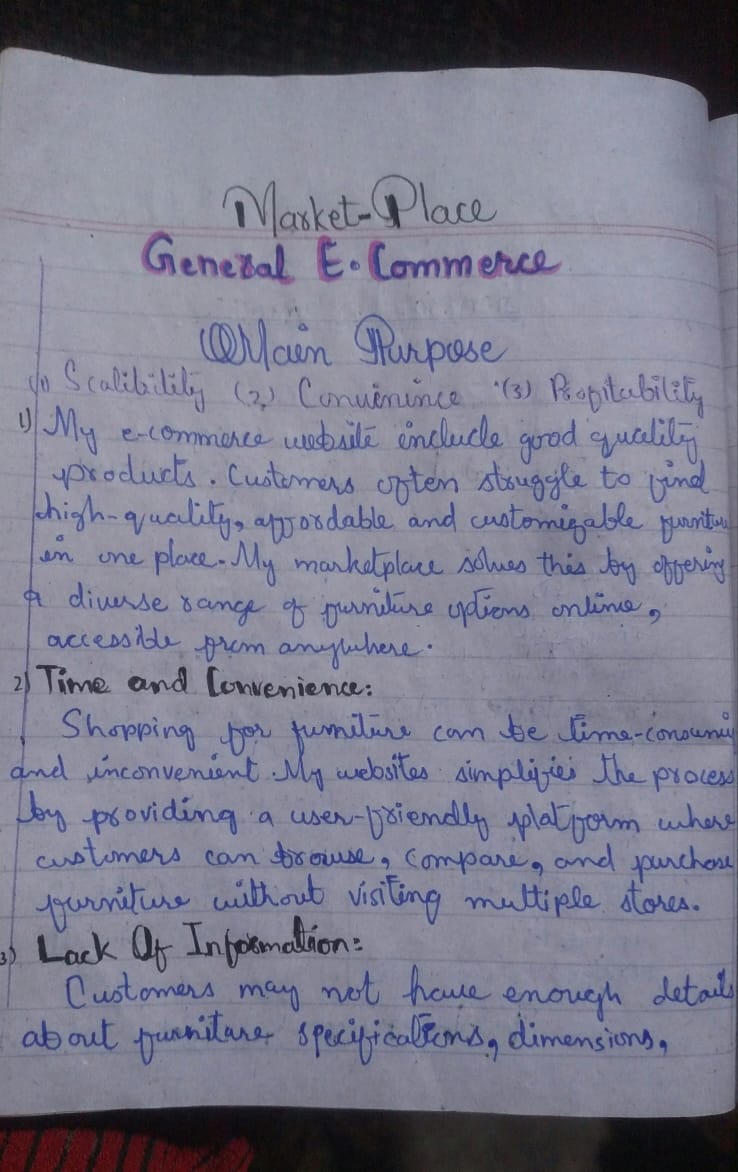 Market-Place
General E-Commerce
Main Purpose
(1) Scalibility (2) Convenience (3) Profitability
1) My e-commerce website include good quality
products. Customers often struggle to find
high-quality, affordable and customizable furniture
in one place. My marketplace solves this by offering
a diverse range of furniture options online,
accessible from anywhere.
2) Time and Convenience:
Shopping for furniture can be time-consuming
and inconvenient. My websites simplifies the process
by providing a user-friendly platform where
customers can browse, compare, and purchase
furniture without visiting multiple stores.
3) Lack Of Information:
Customers may not have enough details
about furniture specifications, dimensions,